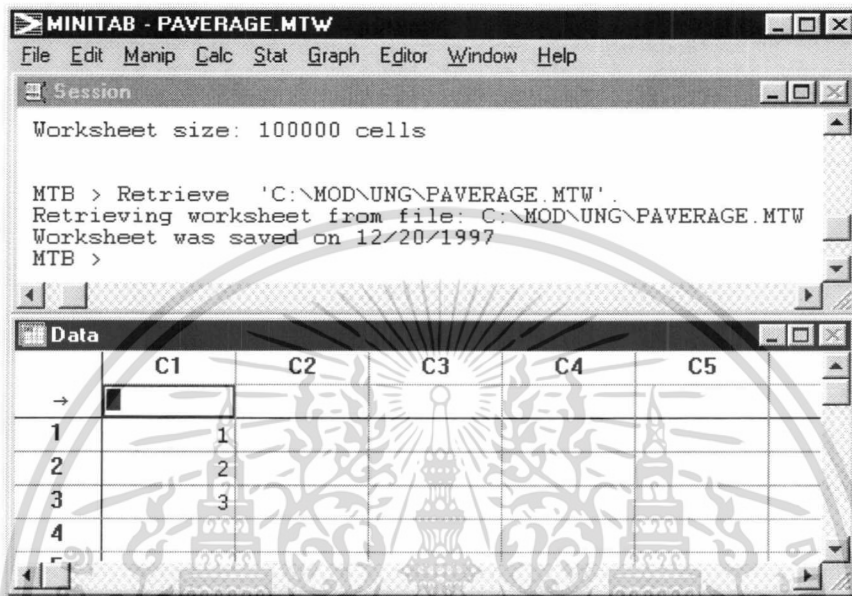 MINITAB - PAVERAGE.MTW
File Edit Manip Calc Stat Graph Editor Window Help
Session
Worksheet size: 100000 cells
MTB > Retrieve 'C:\MOD\UNG\PAVERAGE.MTW'.
Retrieving worksheet from file: C:\MOD\UNG\PAVERAGE.MTW
Worksheet was saved on 12/20/1997
MTB >
Data
C1 C2 C3 C4 C5
→
1 1
2 2
3 3
4